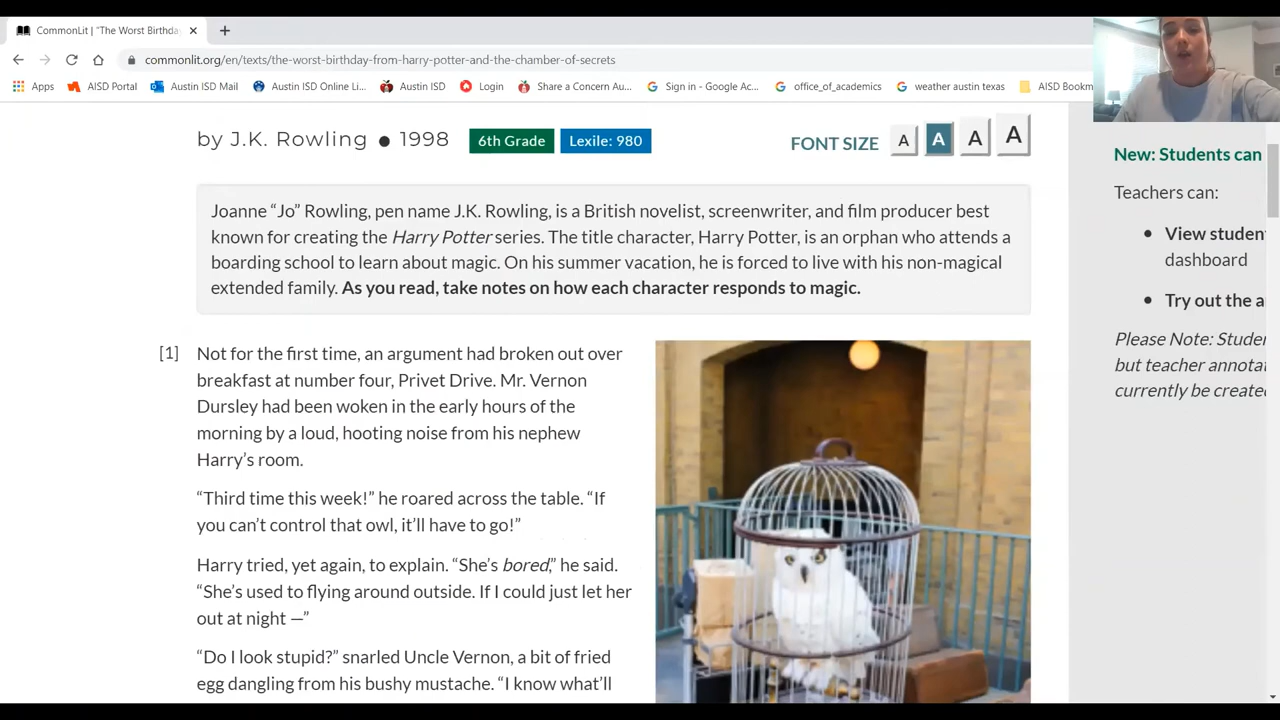 CommonLit | "The Worst Birthda
commonlit.org/en/texts/the-worst-birthday-from-harry-potter-and-the-chamber-of-secrets
Apps AISD Portal Austin ISD Mail Austin ISD Online Li... Austin ISD Login Share a Concern Au... Sign in - Google Ac... office_of_academics weather austin texas AISD Bookm
by J.K. Rowling ● 1998 6th Grade Lexile: 980 FONT SIZE A A A A
Joanne “Jo” Rowling, pen name J.K. Rowling, is a British novelist, screenwriter, and film producer best
known for creating the Harry Potter series. The title character, Harry Potter, is an orphan who attends a
boarding school to learn about magic. On his summer vacation, he is forced to live with his non-magical
extended family. As you read, take notes on how each character responds to magic.
[1] Not for the first time, an argument had broken out over
breakfast at number four, Privet Drive. Mr. Vernon
Dursley had been woken in the early hours of the
morning by a loud, hooting noise from his nephew
Harry’s room.
“Third time this week!” he roared across the table. “If
you can’t control that owl, it’ll have to go!”
Harry tried, yet again, to explain. “She’s bored,” he said.
“She’s used to flying around outside. If I could just let her
out at night —”
“Do I look stupid?” snarled Uncle Vernon, a bit of fried
egg dangling from his bushy mustache. “I know what’ll
New: Students can
Teachers can:
• View studen
dashboard
• Try out the a
Please Note: Studen
but teacher annotat
currently be create